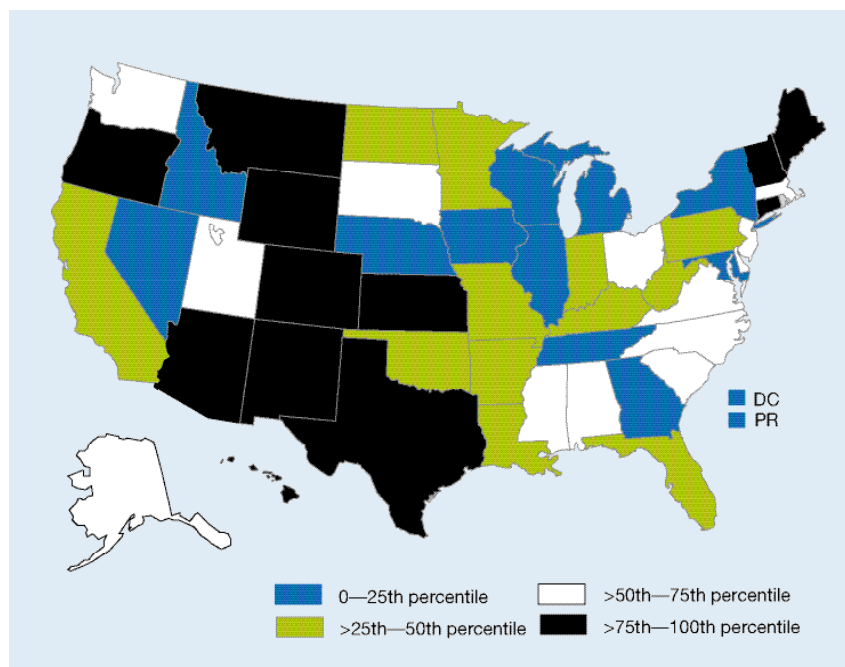 DC
PR
0—25th percentile
>50th—75th percentile
>25th—50th percentile
>75th—100th percentile